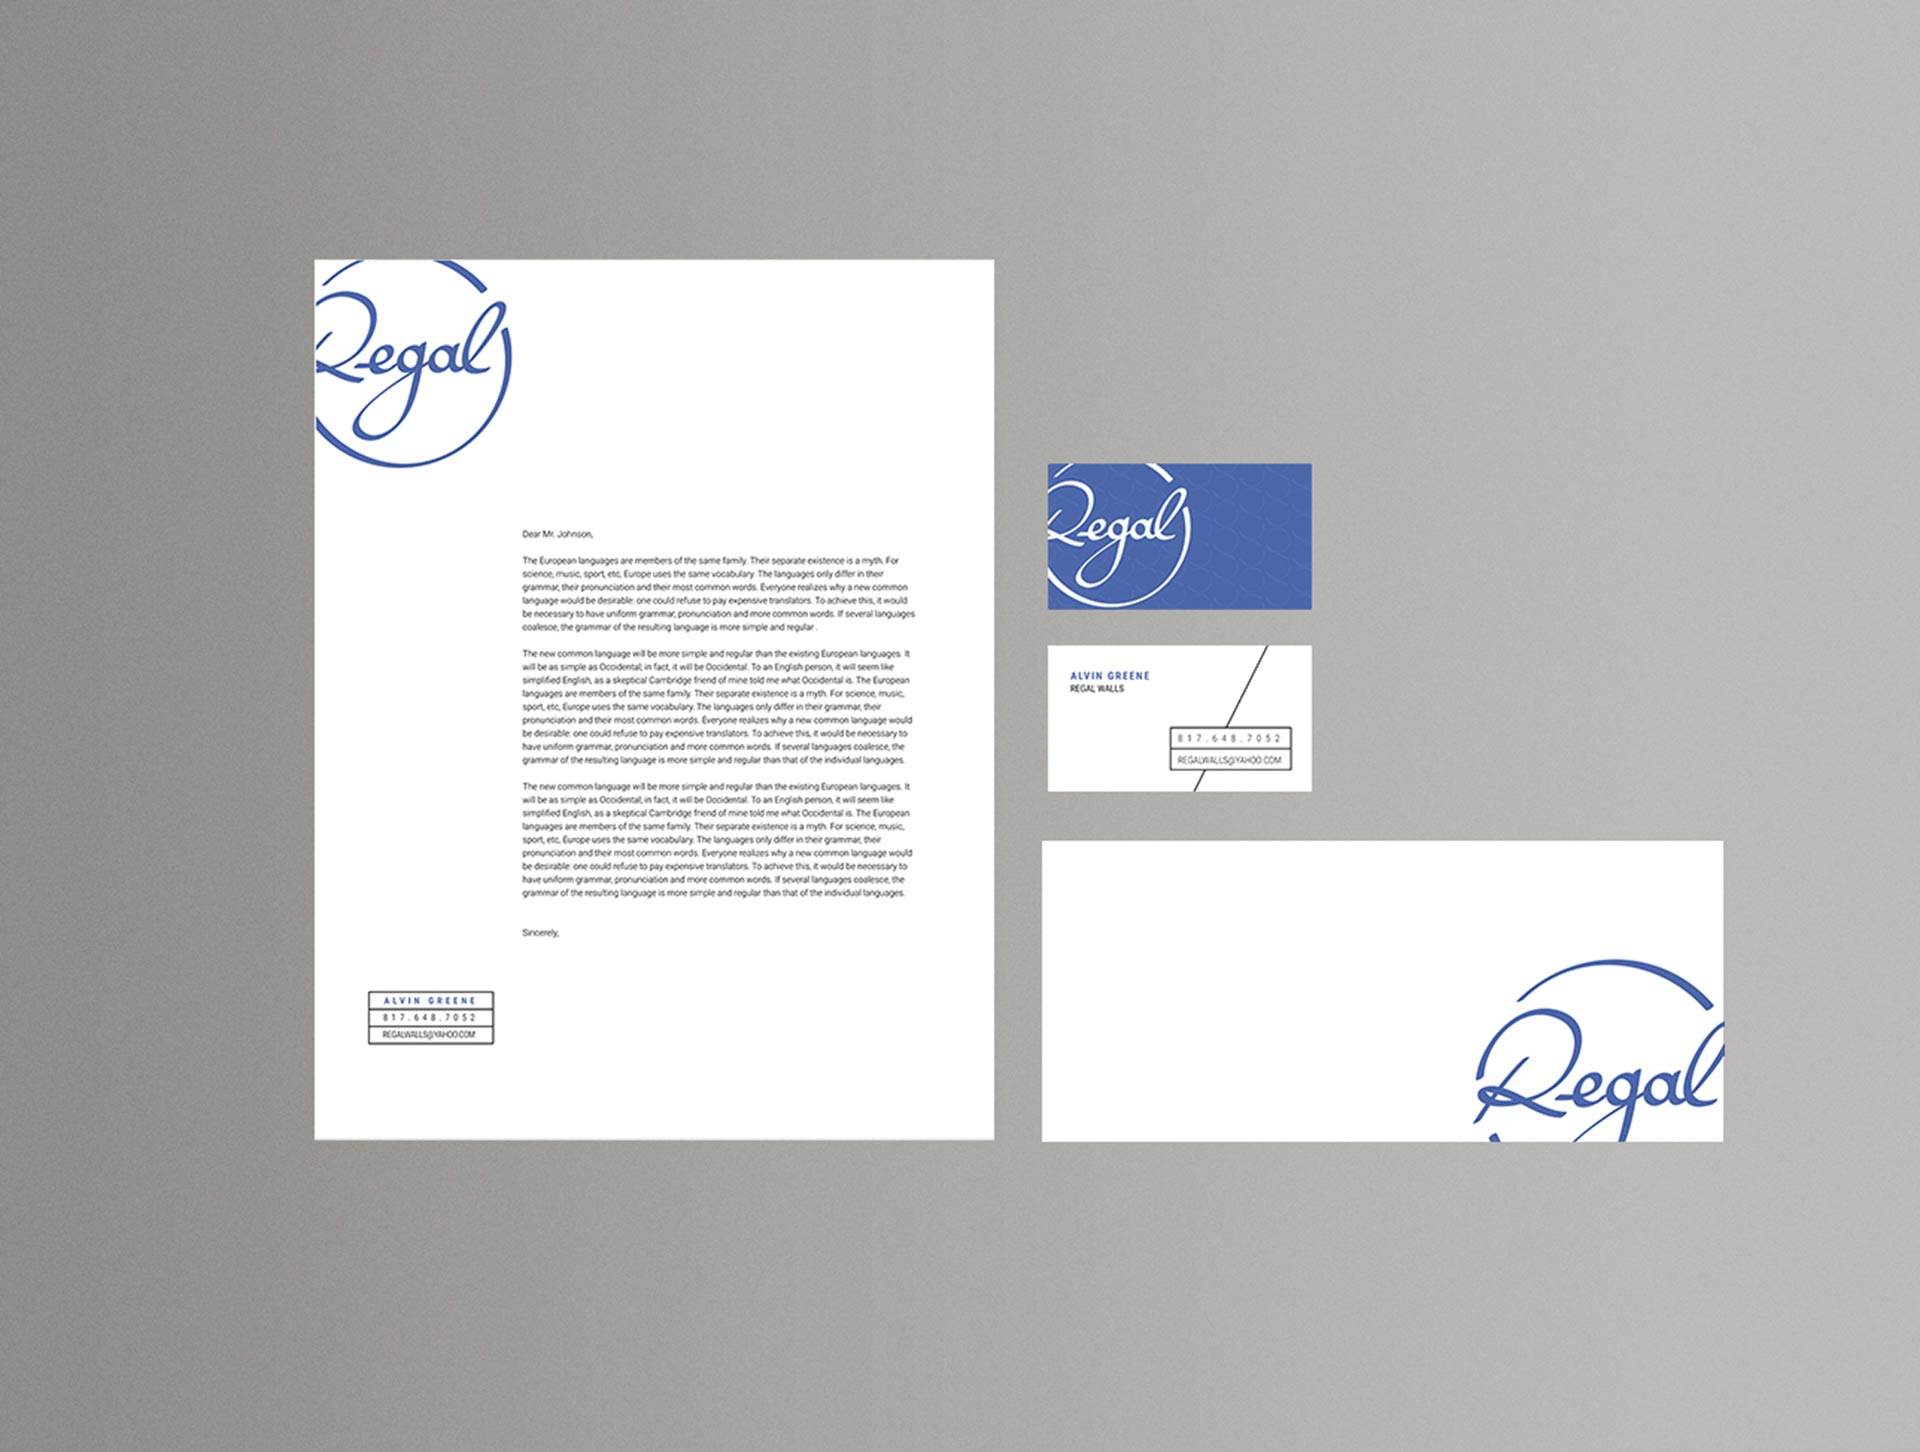 Regal
Dear Mr. Johnson,
The European languages are members of the same family. Their separate existence is a myth. For
science, music, sport, etc, Europe uses the same vocabulary. The languages only differ in their
grammar, their pronunciation and their most common words. Everyone realizes why a new common
language would be desirable: one could refuse to pay expensive translators. To achieve this, it would
be necessary to have uniform grammar, pronunciation and more common words. If several languages
coalesce, the grammar of the resulting language is more simple and regular .
The new common language will be more simple and regular than the existing European languages. It
will be as simple as Occidental; in fact, it will be Occidental. To an English person, it will seem like
simplified English, as a skeptical Cambridge friend of mine told me what Occidental is. The European
languages are members of the same family. Their separate existence is a myth. For science, music,
sport, etc, Europe uses the same vocabulary. The languages only differ in their grammar, their
pronunciation and their most common words. Everyone realizes why a new common language would
be desirable: one could refuse to pay expensive translators. To achieve this, it would be necessary to
have uniform grammar, pronunciation and more common words. If several languages coalesce, the
grammar of the resulting language is more simple and regular than that of the individual languages.
The new common language will be more simple and regular than the existing European languages. It
will be as simple as Occidental; in fact, it will be Occidental. To an English person, it will seem like
simplified English, as a skeptical Cambridge friend of mine told me what Occidental is. The European
languages are members of the same family. Their separate existence is a myth. For science, music,
sport, etc, Europe uses the same vocabulary. The languages only differ in their grammar, their
pronunciation and their most common words. Everyone realizes why a new common language would
be desirable: one could refuse to pay expensive translators. To achieve this, it would be necessary to
have uniform grammar, pronunciation and more common words. If several languages coalesce, the
grammar of the resulting language is more simple and regular than that of the individual languages.
Sincerely,
ALVIN GREENE
817.648.7052
REGALWALLS@YAHOO.COM
Regal
ALVIN GREENE
REGAL WALLS
817.648.7052
REGALWALLS@YAHOO.COM
Regal